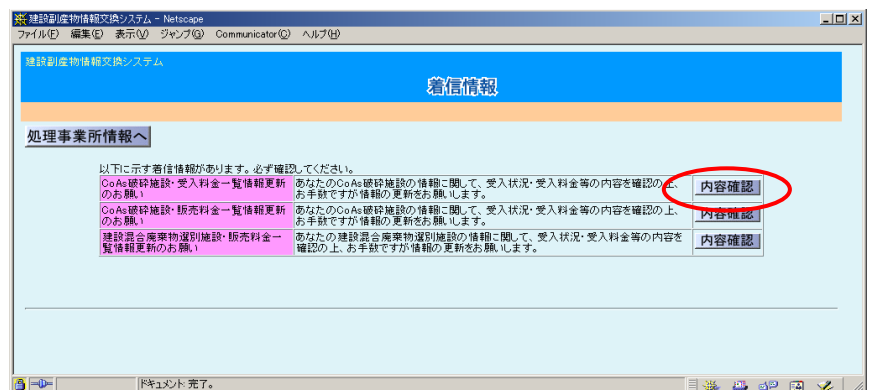 建設副産物情報交換システム - Netscape
ファイル(F) 編集(E) 表示(V) ジャンプ(G) Communicator(C) ヘルプ(H)
建設副産物情報交換システム
着信情報
処理事業所情報へ
以下に示す着信情報があります。必ず確認してください。
CoAs破砕施設・受入料金一覧情報更新 あなたのCoAs破砕施設の情報に関して、受入状況・受入料金等の内容を確認の上、 内容確認
のお願い お手数ですが情報の更新をお願いします。
CoAs破砕施設・販売料金一覧情報更新 あなたのCoAs破砕施設の情報に関して、受入状況・受入料金等の内容を確認の上、 内容確認
のお願い お手数ですが情報の更新をお願いします。
建設混合廃棄物選別施設・販売料金一 あなたの建設混合廃棄物選別施設の情報に関して、受入状況・受入料金等の内容を 内容確認
覧情報更新のお願い 確認の上、お手数ですが情報の更新をお願いします。
ドキュメント: 完了。